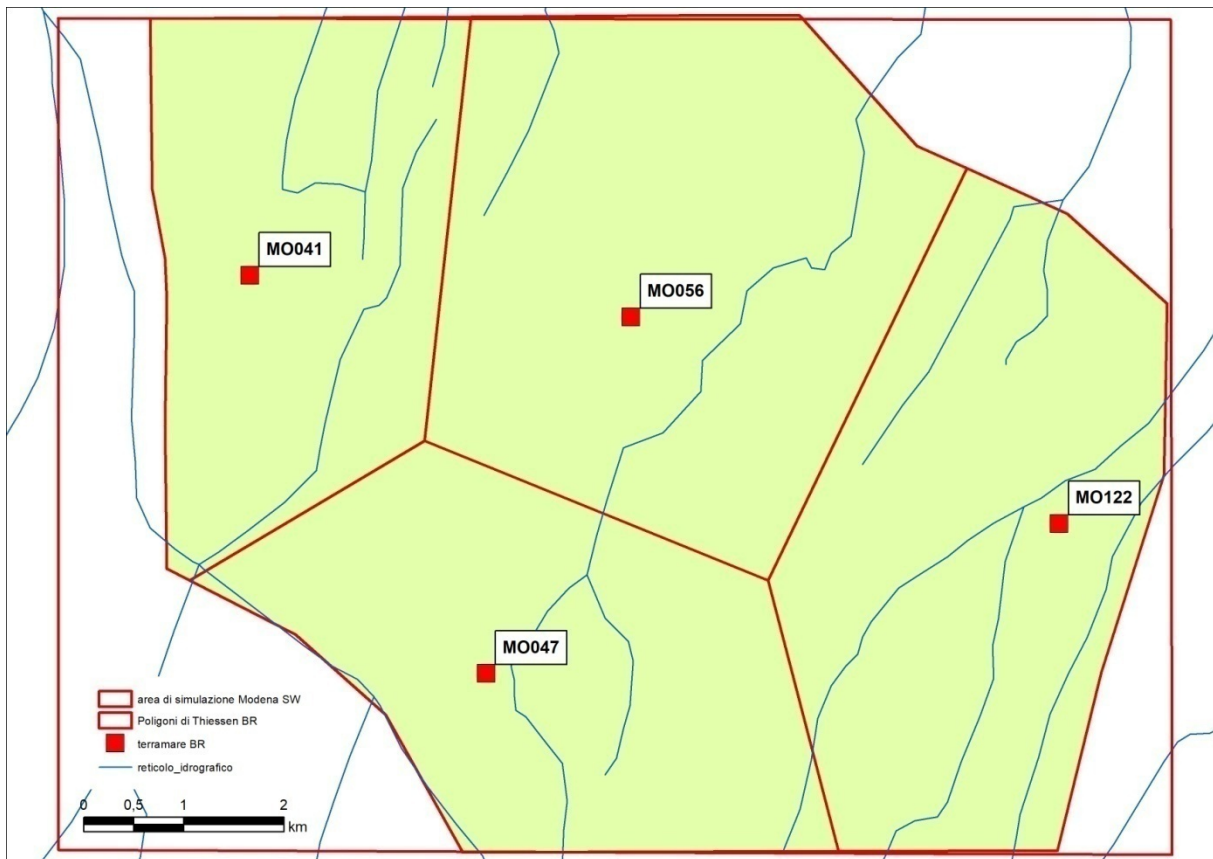 MO041
MO056
MO122
MO047
area di simulazione Modena SW
Poligoni di Thiessen BR
terramare BR
reticolo_idrografico
0 0,5 1 2
km